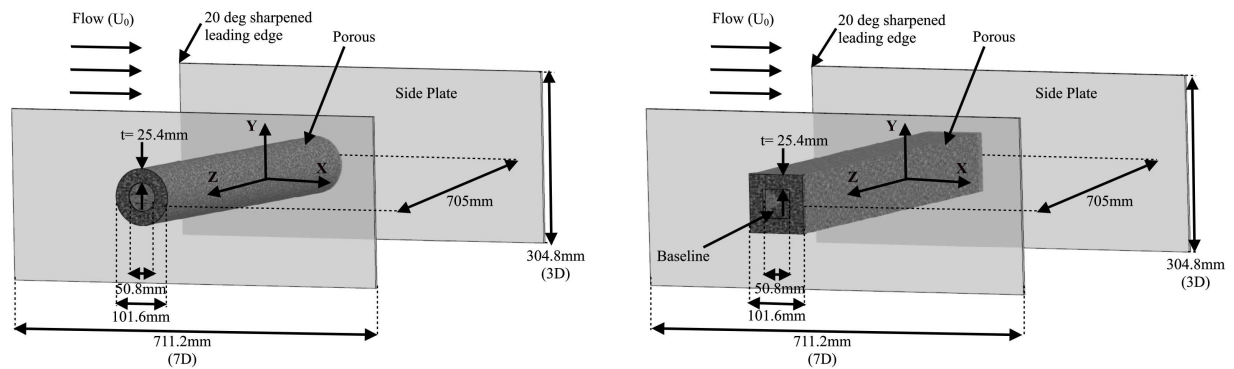 Flow (U₀)
20 deg sharpened
leading edge
Porous
Side Plate
t= 25.4mm
Y
X
Z
705mm
304.8mm
(3D)
50.8mm
101.6mm
711.2mm
(7D)
Flow (U₀)
20 deg sharpened
leading edge
Porous
Side Plate
t= 25.4mm
Y
X
Z
705mm
Baseline
304.8mm
(3D)
50.8mm
101.6mm
711.2mm
(7D)